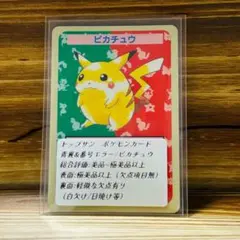 ピカチュウ
トップサン ポケモンカード
青裏&番号エラー/ピカチュウ
総合評価:美品~極美品以上
表面:極美品以上(欠点項目無)
裏面:軽微な欠点有り
(白欠け/日焼け等)